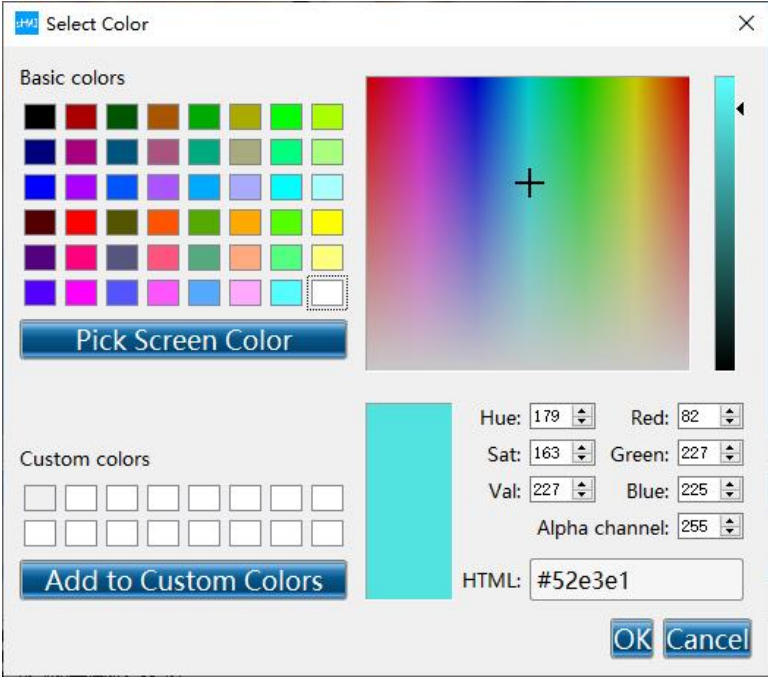 sHMI Select Color
Basic colors
Pick Screen Color
Hue: 179 Red: 82
Sat: 163 Green: 227
Val: 227 Blue: 225
Alpha channel: 255
Custom colors
Add to Custom Colors
HTML: #52e3e1
OK Cancel